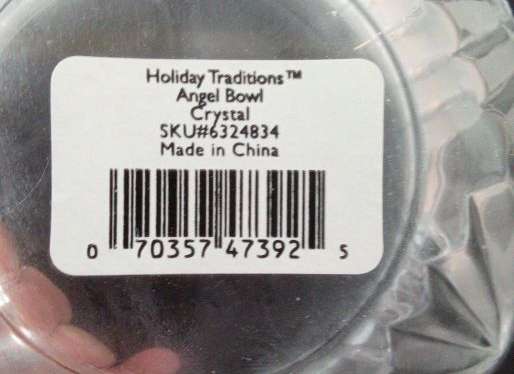 Holiday Traditions™
Angel Bowl
Crystal
SKU#6324834
Made in China
0 70357 47392 5